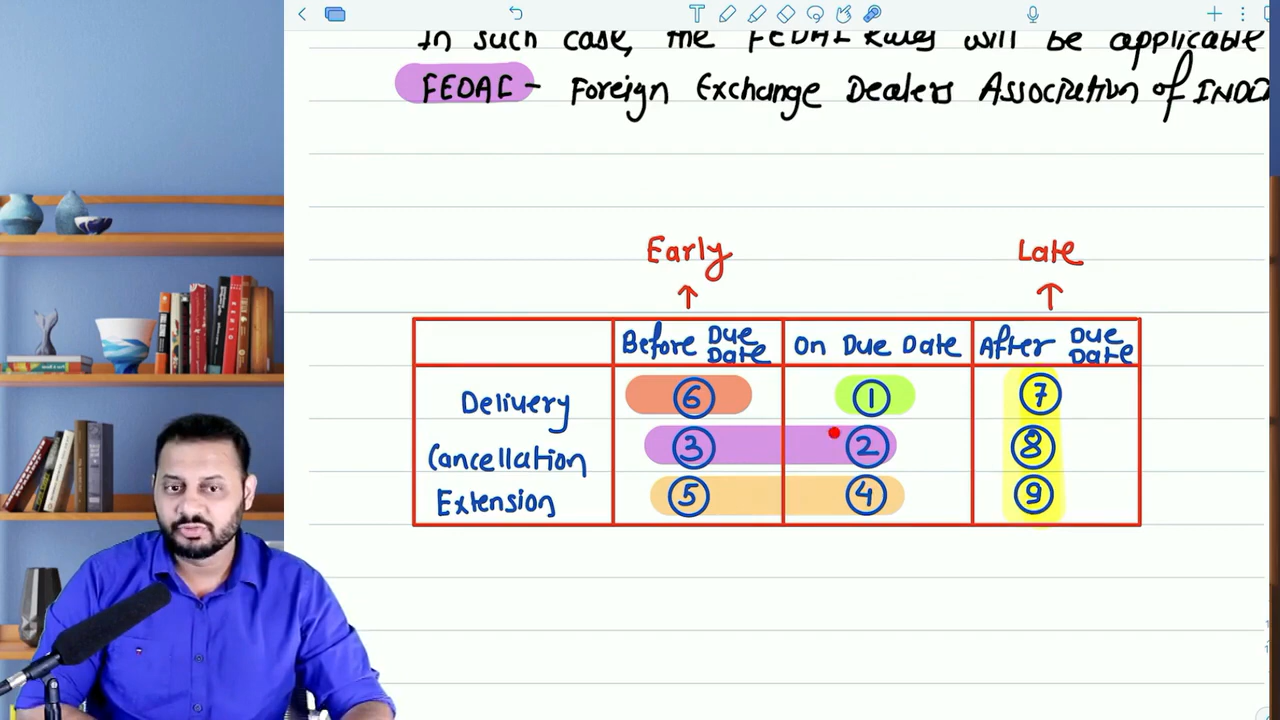 In such case, the FEDAI Rules will be applicable
FEDAI - Foreign Exchange Dealers Association of INDI
Early
Late
Before Due Date
On Due Date
After Due Date
Delivery
6
1
7
Cancellation
3
2
8
Extension
5
4
9